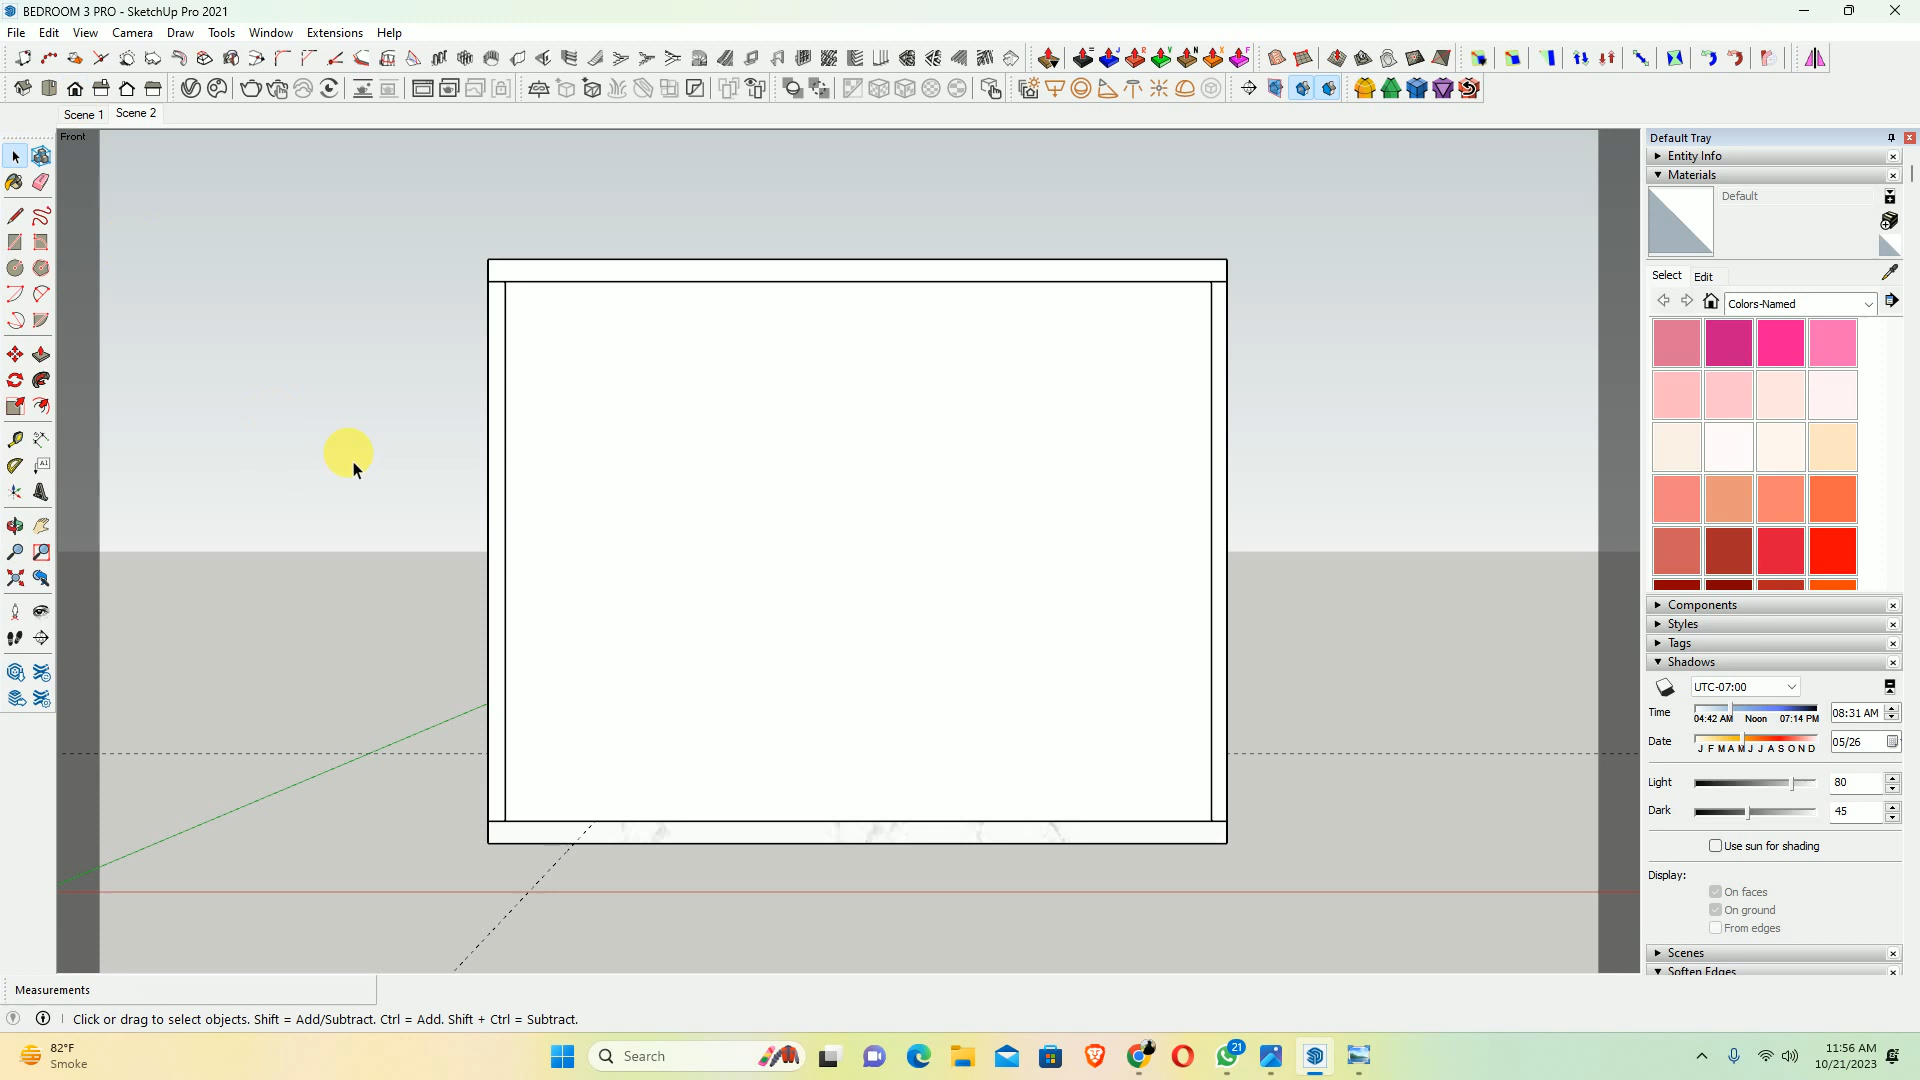 BEDROOM 3 PRO - SketchUp Pro 2021
File Edit View Camera Draw Tools Window Extensions Help
Scene 1 Scene 2
Front
Default Tray
Entity Info
Materials
Default
Select Edit
Colors-Named
Components
Styles
Tags
Shadows
UTC-07:00
Time 04:42 AM Noon 07:14 PM 08:31 AM
Date J F M A M J J A S O N D 05/26
Light 80
Dark 45
Use sun for shading
Display:
On faces
On ground
From edges
Scenes
Soften Edges
Measurements
Click or drag to select objects. Shift = Add/Subtract. Ctrl = Add. Shift + Ctrl = Subtract.
82°F
Smoke
Search
21
11:56 AM
10/21/2023